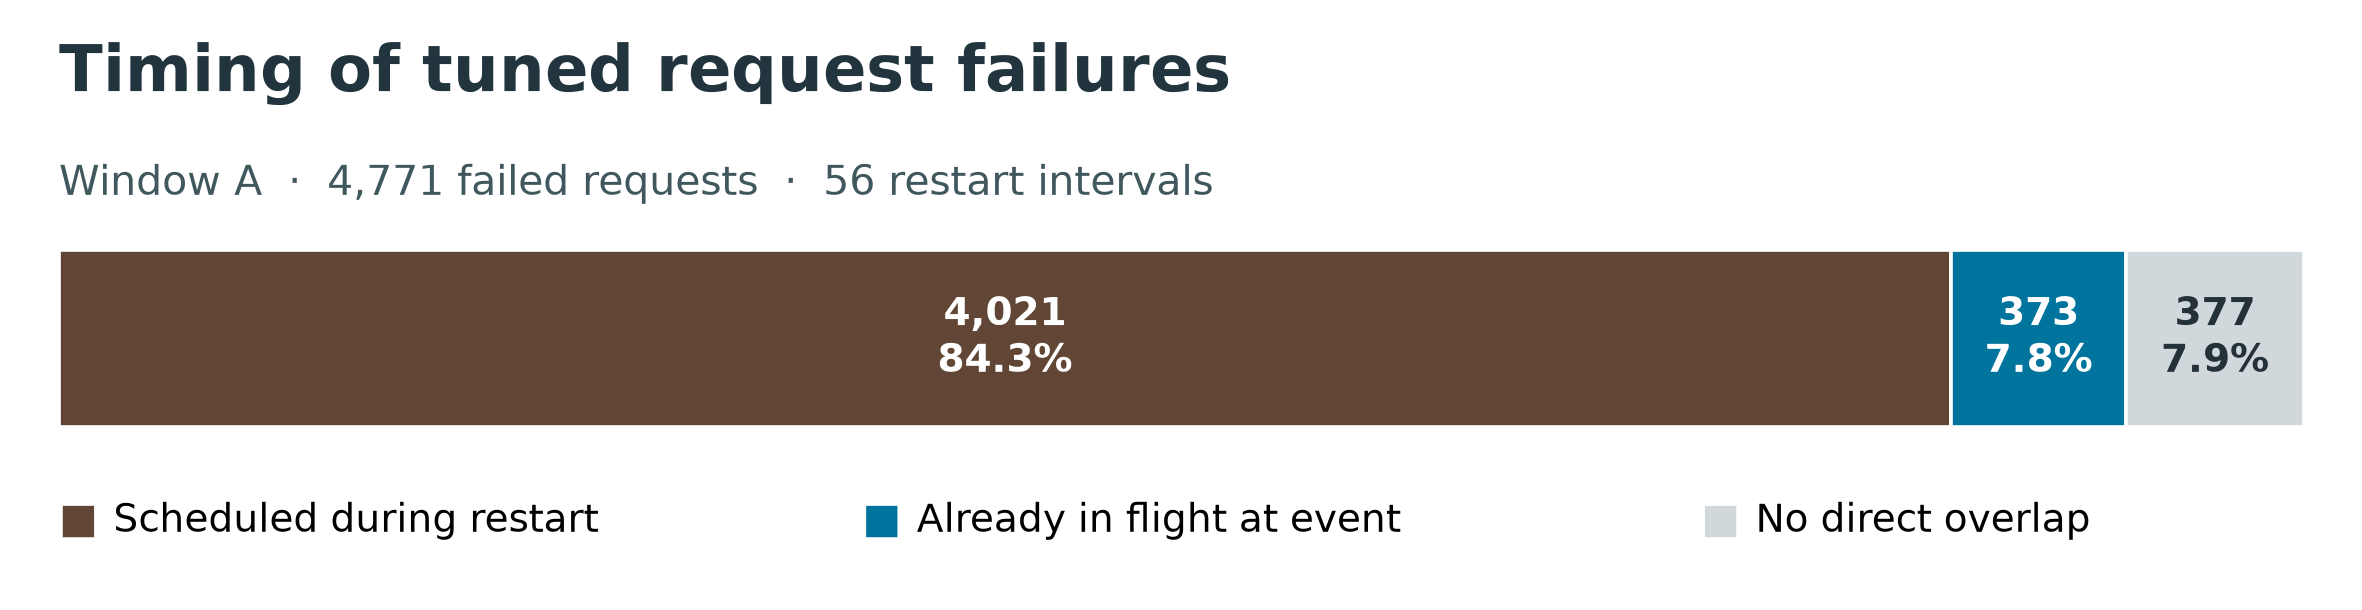 Timing of tuned request failures
Window A · 4,771 failed requests · 56 restart intervals
4,021
84.3%
373
7.8%
377
7.9%
Scheduled during restart
Already in flight at event
No direct overlap